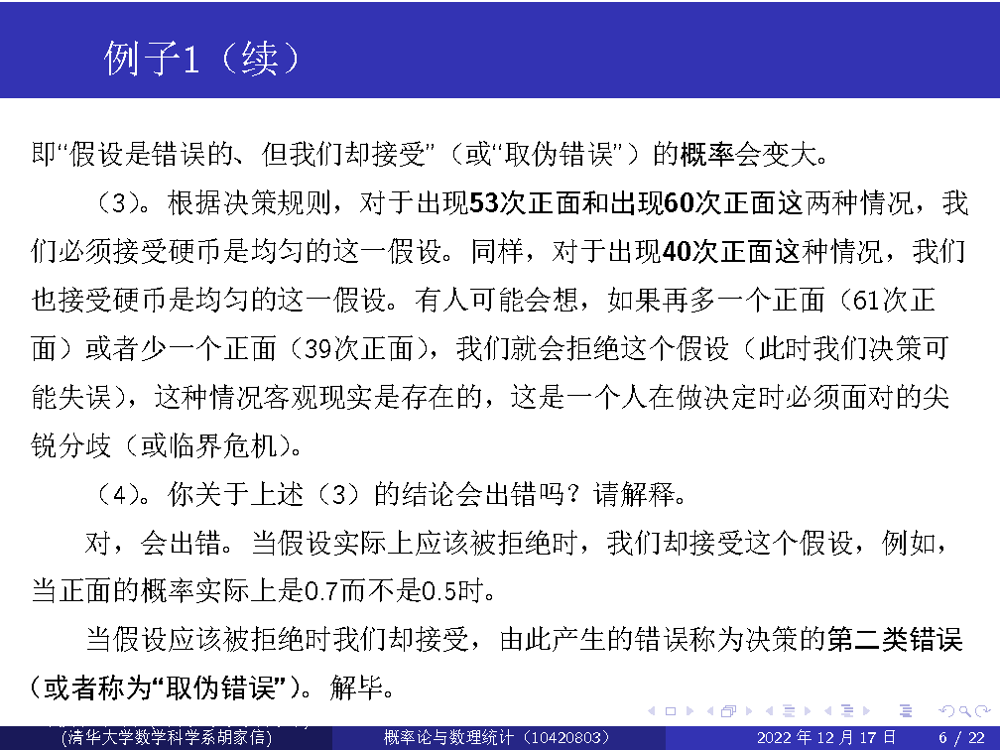 例子1（续）
即“假设是错误的、但我们却接受”（或“取伪错误”）的概率会变大。
（3）。根据决策规则，对于出现53次正面和出现60次正面这两种情况，我
们必须接受硬币是均匀的这一假设。同样，对于出现40次正面这种情况，我们
也接受硬币是均匀的这一假设。有人可能会想，如果再多一个正面（61次正
面）或者少一个正面（39次正面），我们就会拒绝这个假设（此时我们决策可
能失误），这种情况客观现实是存在的，这是一个人在做决定时必须面对的尖
锐分歧（或临界危机）。
（4）。你关于上述（3）的结论会出错吗？请解释。
对，会出错。当假设实际上应该被拒绝时，我们却接受这个假设，例如，
当正面的概率实际上是0.7而不是0.5时。
当假设应该被拒绝时我们却接受，由此产生的错误称为决策的第二类错误
（或者称为“取伪错误”）。解毕。
(清华大学数学科学系胡家信) 概率论与数理统计（10420803） 2022 年 12 月 17 日 6 / 22